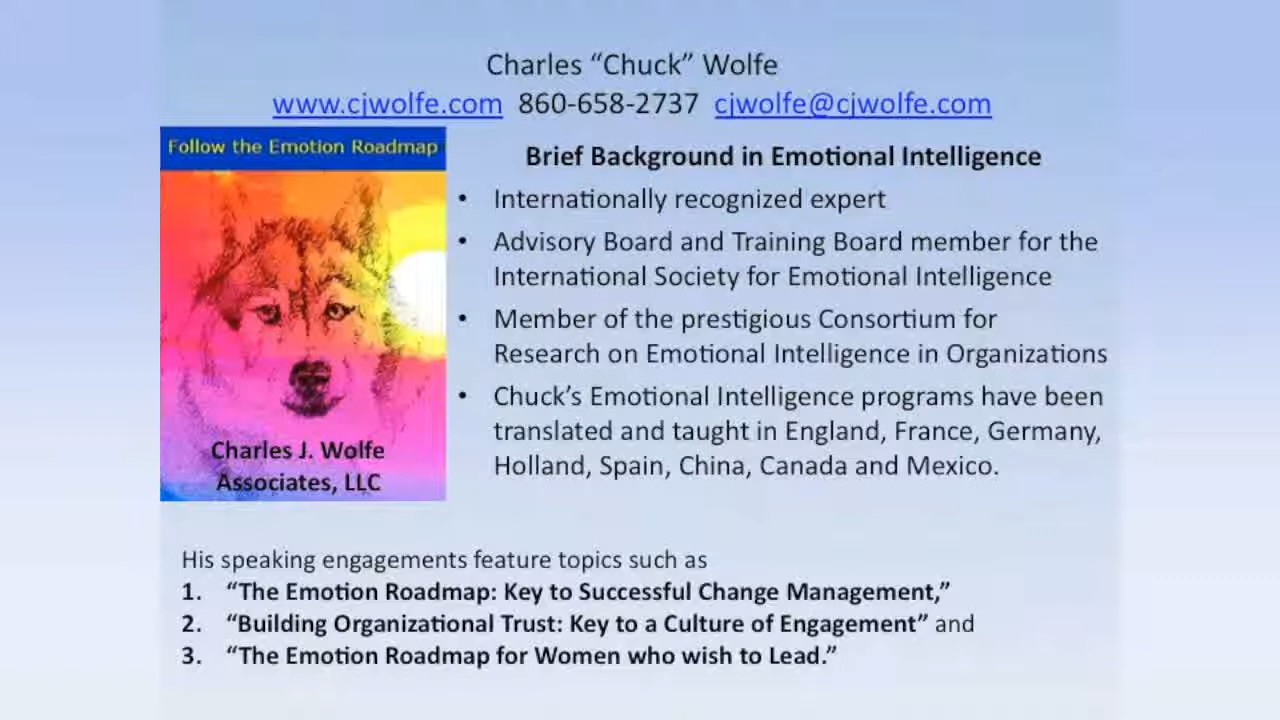 Charles “Chuck” Wolfe
www.cjwolfe.com 860-658-2737 cjwolfe@cjwolfe.com
Follow the Emotion Roadmap
Charles J. Wolfe
Associates, LLC
Brief Background in Emotional Intelligence
• Internationally recognized expert
• Advisory Board and Training Board member for the
International Society for Emotional Intelligence
• Member of the prestigious Consortium for
Research on Emotional Intelligence in Organizations
• Chuck’s Emotional Intelligence programs have been
translated and taught in England, France, Germany,
Holland, Spain, China, Canada and Mexico.
His speaking engagements feature topics such as
1. “The Emotion Roadmap: Key to Successful Change Management,”
2. “Building Organizational Trust: Key to a Culture of Engagement” and
3. “The Emotion Roadmap for Women who wish to Lead.”